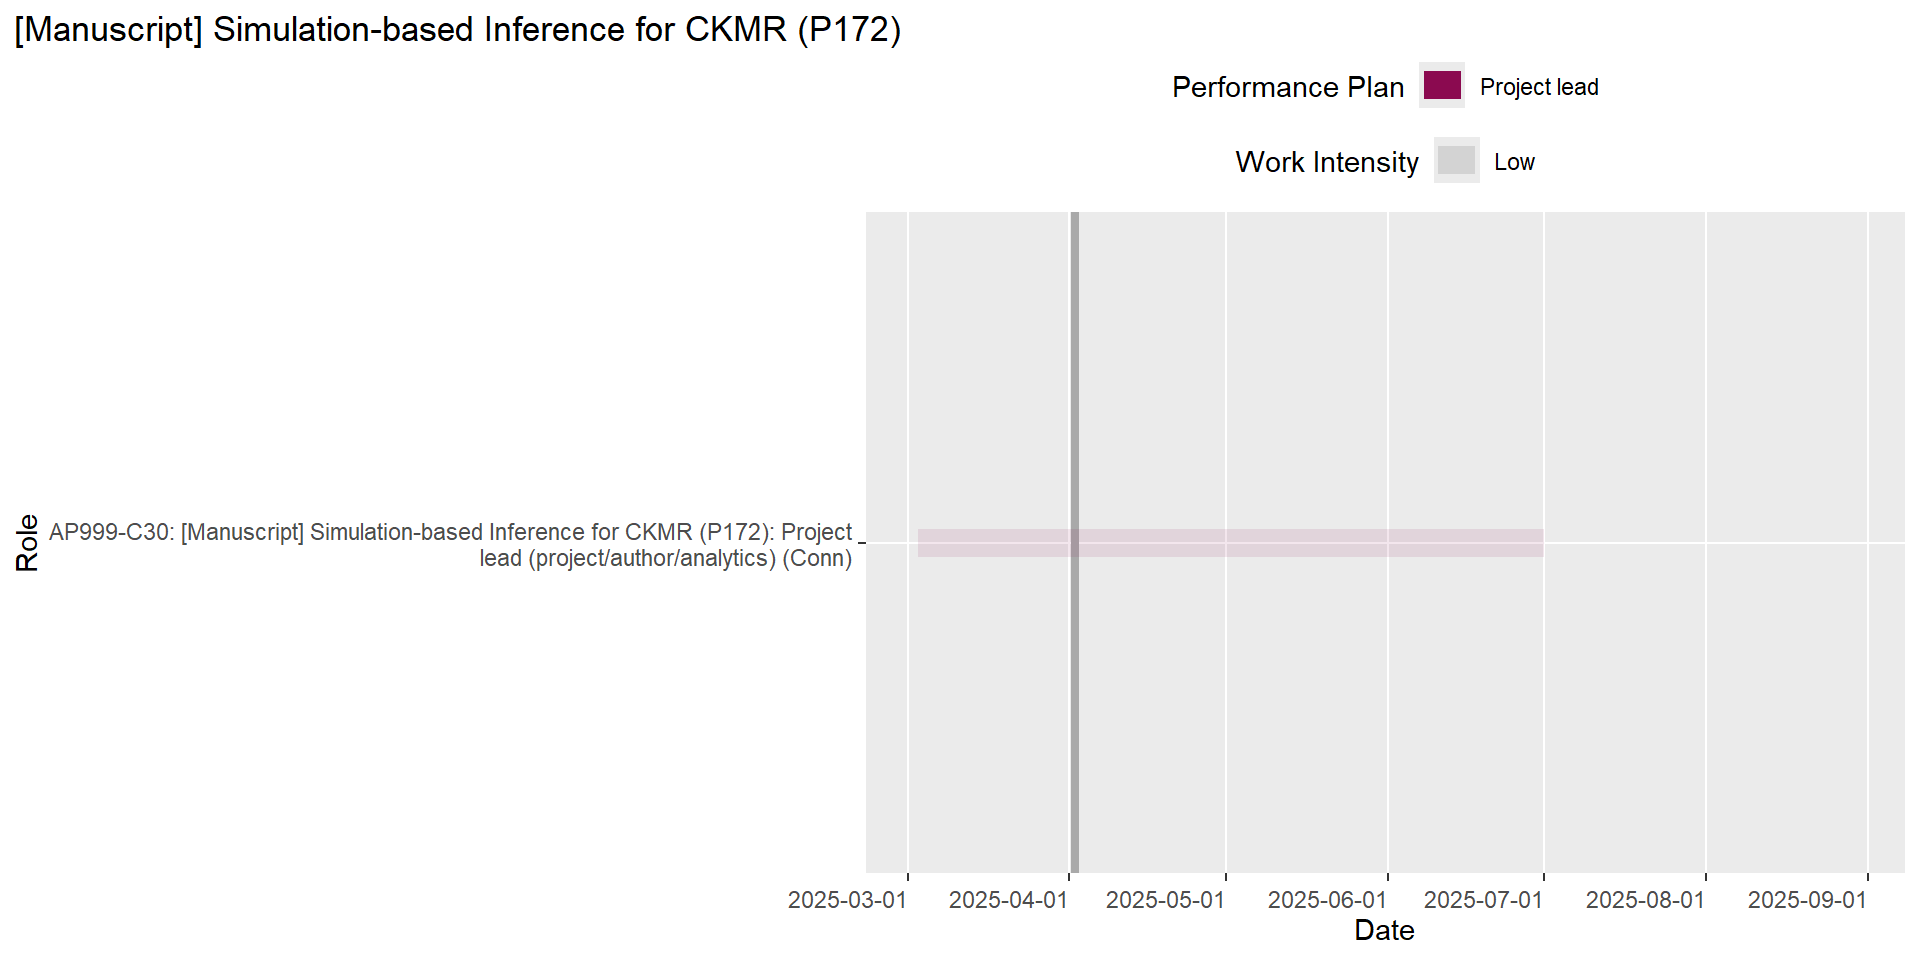 [Manuscript] Simulation-based Inference for CKMR (P172)
Performance Plan Project lead
Work Intensity Low
Role
AP999-C30: [Manuscript] Simulation-based Inference for CKMR (P172): Project
lead (project/author/analytics) (Conn)
2025-03-01 2025-04-01 2025-05-01 2025-06-01 2025-07-01 2025-08-01 2025-09-01
Date